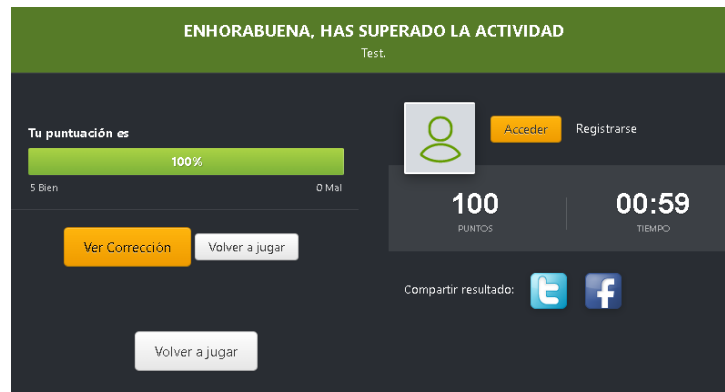 ENHORABUENA, HAS SUPERADO LA ACTIVIDAD
Test.
Tu puntuación es
100%
5 Bien
0 Mal
Ver Corrección
Volver a jugar
Volver a jugar
Acceder
Registrarse
100
PUNTOS
00:59
TIEMPO
Compartir resultado: